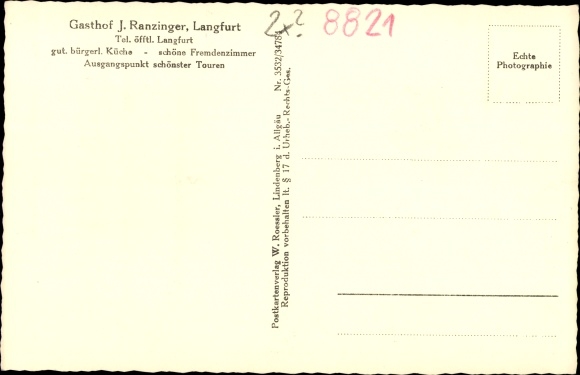 Gasthof J. Ranzinger, Langfurt
Tel. öfftl. Langfurt
gut. bürgerl. Küche - schöne Fremdenzimmer
Ausgangspunkt schönster Touren
2x?
8821
Echte
Photographie
Postkartenverlag W. Roessler, Lindenberg i. Allgäu Nr. 3532/34784
Reproduktion vorbehalten lt. § 17 d. Urheb.-Rechts-Ges.